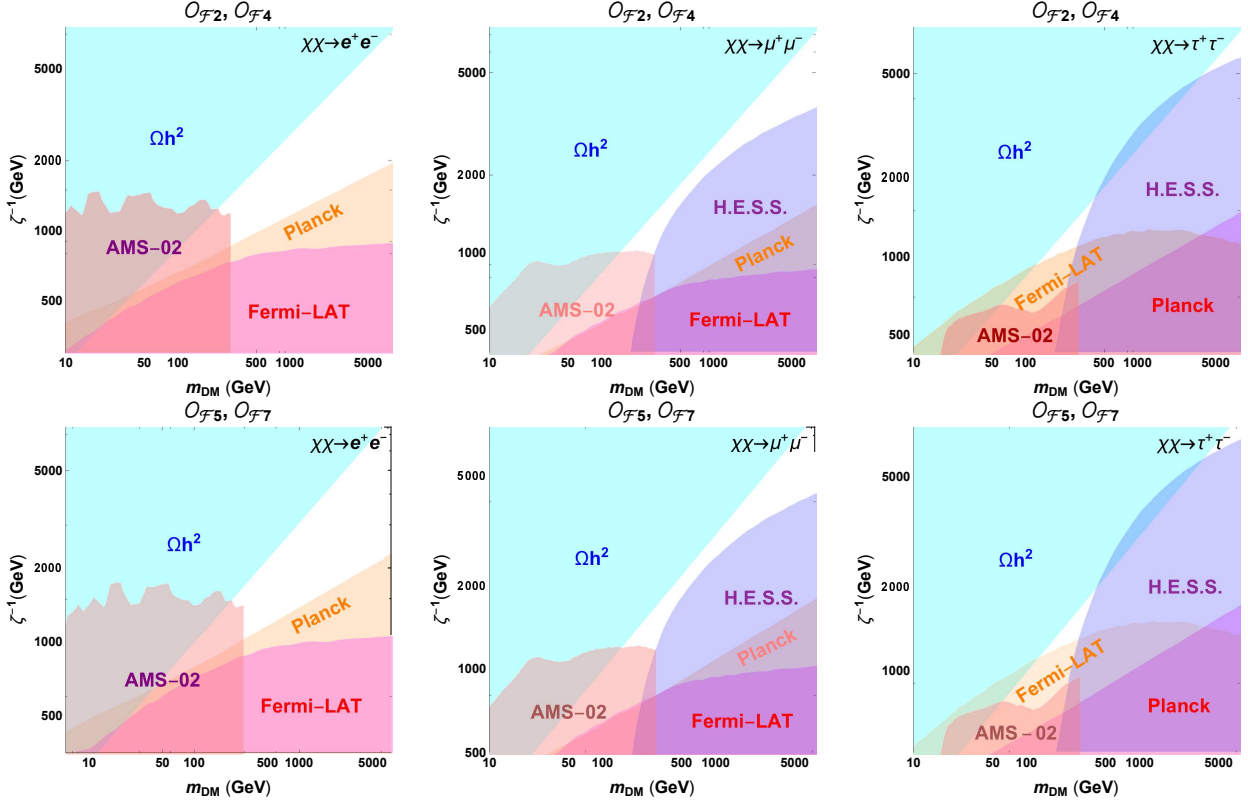 O𝓕2, O𝓕4
χχ→e⁺e⁻
5000
2000
1000
500
ζ⁻¹(GeV)
Ωh²
AMS−02
Planck
Fermi−LAT
10 50 100 500 1000 5000
mDM (GeV)
O𝓕2, O𝓕4
χχ→μ⁺μ⁻
5000
2000
1000
500
ζ⁻¹(GeV)
Ωh²
H.E.S.S.
Planck
AMS−02
Fermi−LAT
10 50 100 500 1000 5000
mDM (GeV)
O𝓕2, O𝓕4
χχ→τ⁺τ⁻
5000
2000
1000
500
ζ⁻¹(GeV)
Ωh²
H.E.S.S.
Fermi−LAT
Planck
AMS−02
10 50 100 500 1000 5000
mDM (GeV)
O𝓕5, O𝓕7
χχ→e⁺e⁻
5000
2000
1000
500
ζ⁻¹(GeV)
Ωh²
Planck
AMS−02
Fermi−LAT
10 50 100 500 1000 5000
mDM (GeV)
O𝓕5, O𝓕7
χχ→μ⁺μ⁻
5000
2000
1000
500
ζ⁻¹(GeV)
Ωh²
H.E.S.S.
Planck
AMS−02
Fermi−LAT
10 50 100 500 1000 5000
mDM (GeV)
O𝓕5, O𝓕7
χχ→τ⁺τ⁻
5000
2000
1000
ζ⁻¹(GeV)
Ωh²
H.E.S.S.
Fermi−LAT
Planck
AMS−02
10 50 100 500 1000 5000
mDM (GeV)